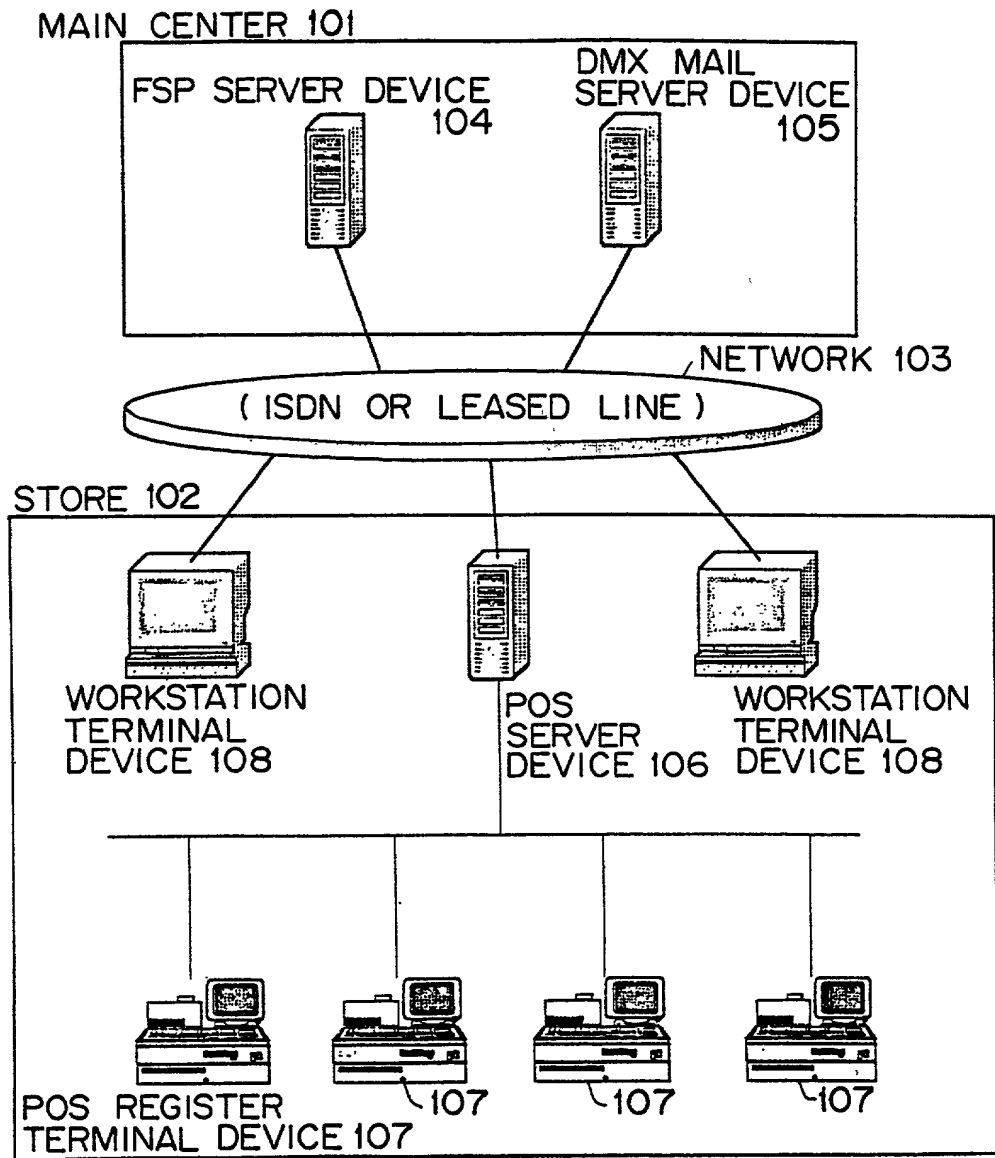 MAIN CENTER 101
FSP SERVER DEVICE
104
DMX MAIL
SERVER DEVICE
105
NETWORK 103
(ISDN OR LEASED LINE)
STORE 102
WORKSTATION
TERMINAL
DEVICE 108
POS
SERVER
DEVICE 106
WORKSTATION
TERMINAL
DEVICE 108
POS REGISTER
TERMINAL DEVICE 107
107
107
107